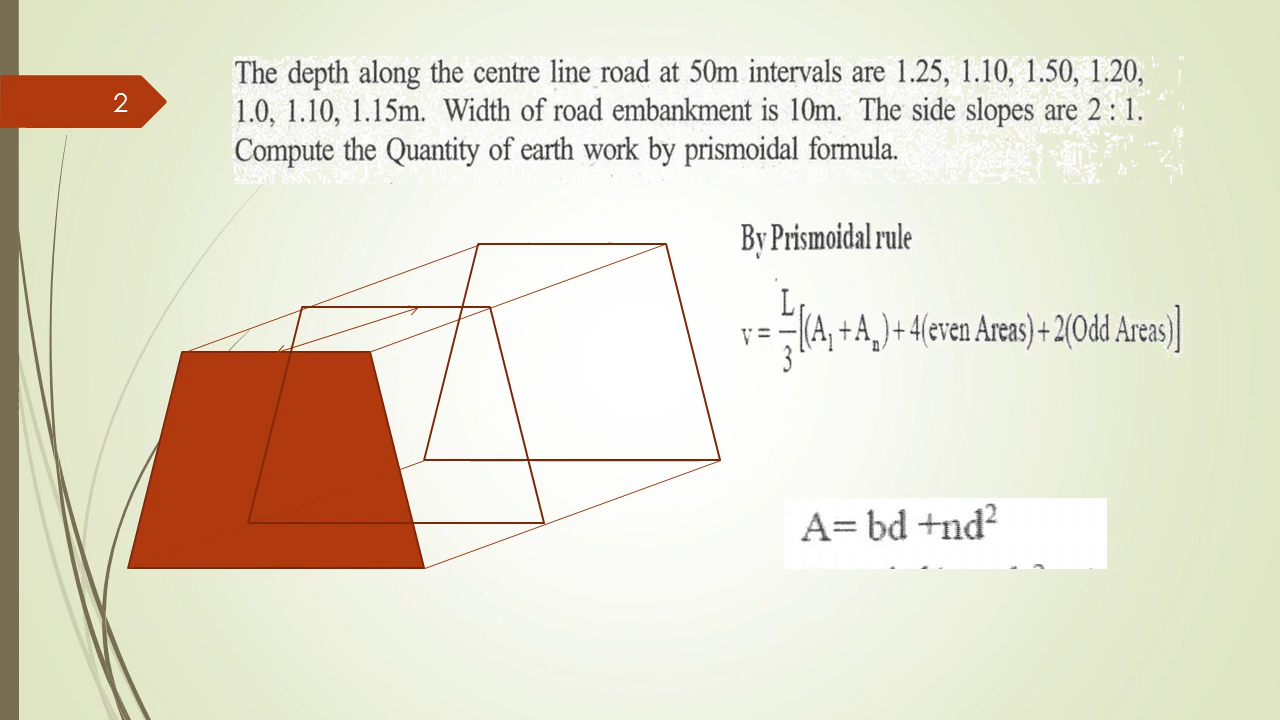 2
The depth along the centre line road at 50m intervals are 1.25, 1.10, 1.50, 1.20,
1.0, 1.10, 1.15m. Width of road embankment is 10m. The side slopes are 2 : 1.
Compute the Quantity of earth work by prismoidal formula.
By Prismoidal rule
v = L/3 [(A₁ + Aₙ) + 4(even Areas) + 2(Odd Areas)]
A= bd +nd²